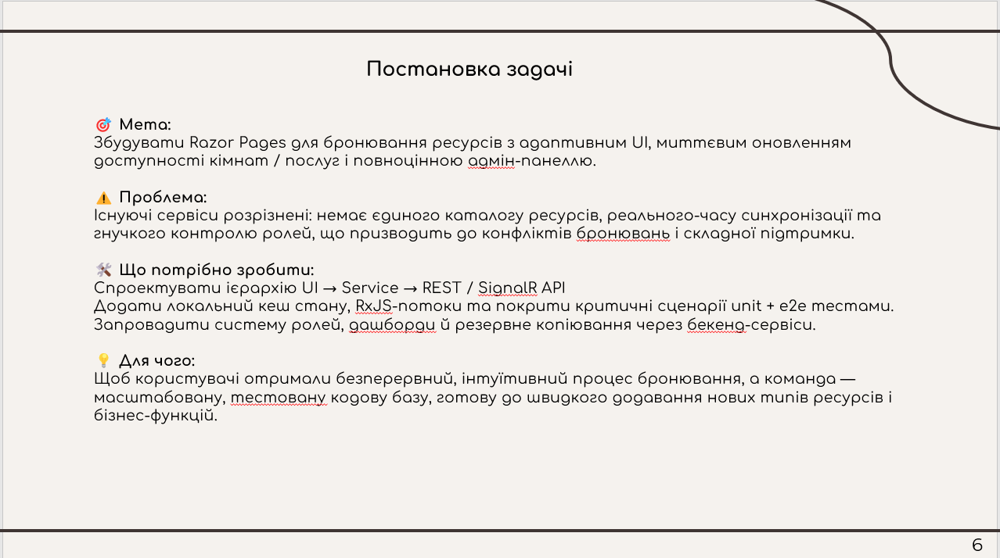 Постановка задачі
🎯 Мета:
Збудувати Razor Pages для бронювання ресурсів з адаптивним UI, миттєвим оновленням
доступності кімнат / послуг і повноцінною адмін-панеллю.
⚠️ Проблема:
Існуючі сервіси розрізнені: немає єдиного каталогу ресурсів, реального-часу синхронізації та
гнучкого контролю ролей, що призводить до конфліктів бронювань і складної підтримки.
🛠️ Що потрібно зробити:
Спроектувати ієрархію UI → Service → REST / SignalR API
Додати локальний кеш стану, RxJS-потоки та покрити критичні сценарії unit + e2e тестами.
Запровадити систему ролей, дашборди й резервне копіювання через бекенд-сервіси.
💡 Для чого:
Щоб користувачі отримали безперервний, інтуїтивний процес бронювання, а команда —
масштабовану, тестовану кодову базу, готову до швидкого додавання нових типів ресурсів і
бізнес-функцій.
6